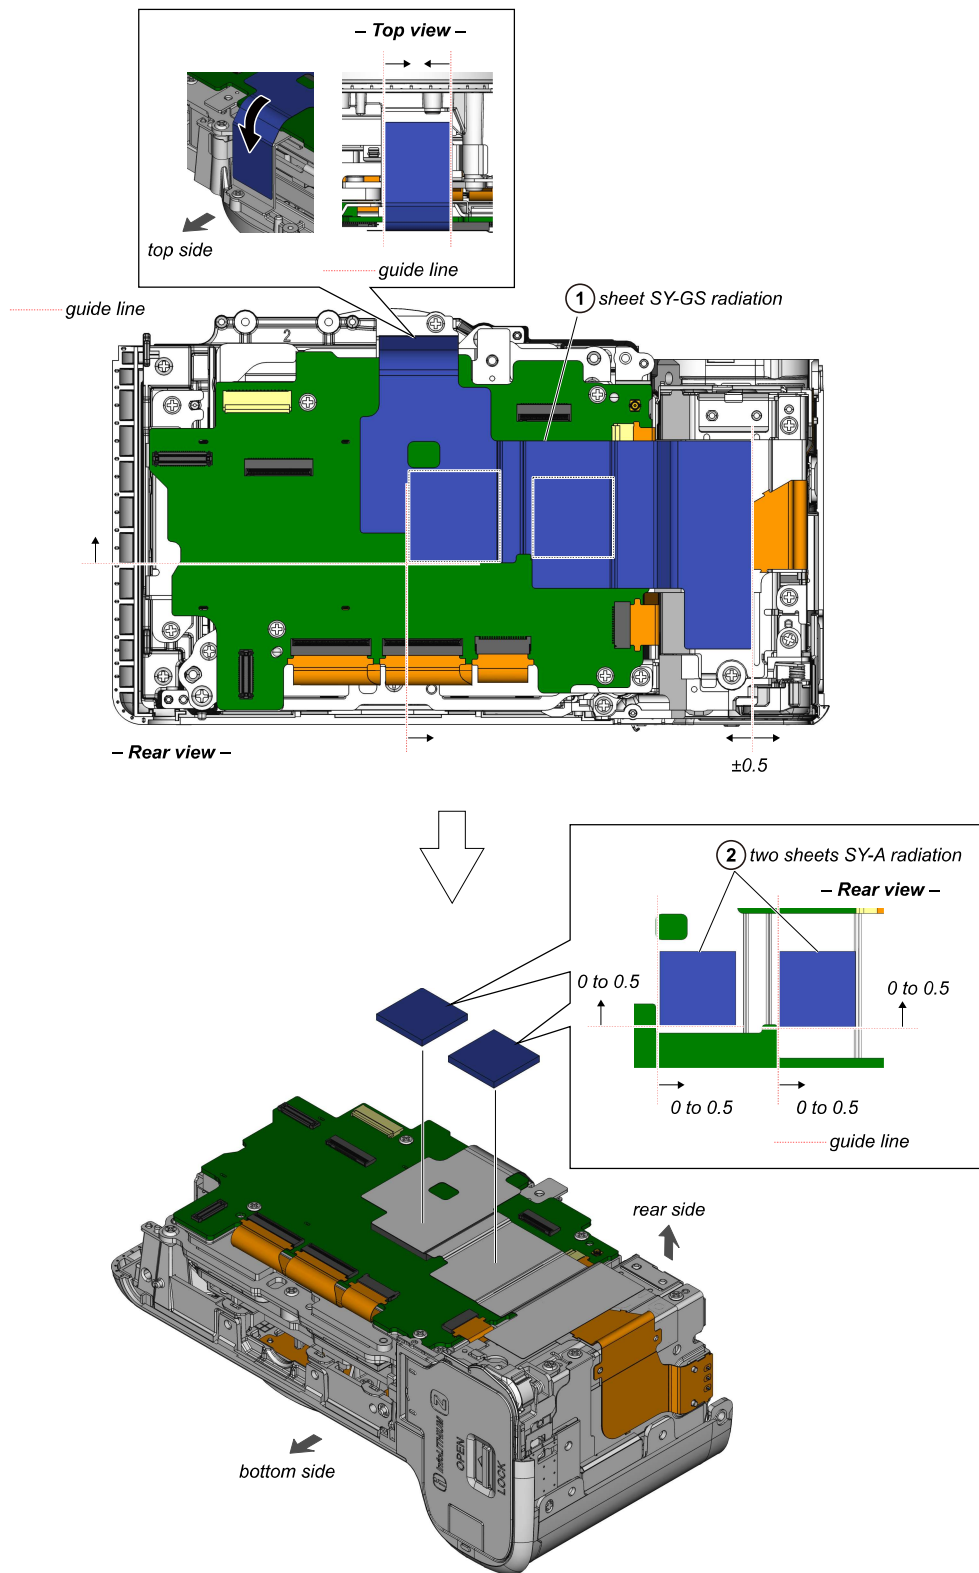 – Top view –
top side
guide line
guide line
1 sheet SY-GS radiation
2
– Rear view –
±0.5
2 two sheets SY-A radiation
– Rear view –
0 to 0.5
0 to 0.5
0 to 0.5
0 to 0.5
guide line
rear side
bottom side
InfoLITHIUM
OPEN
LOCK